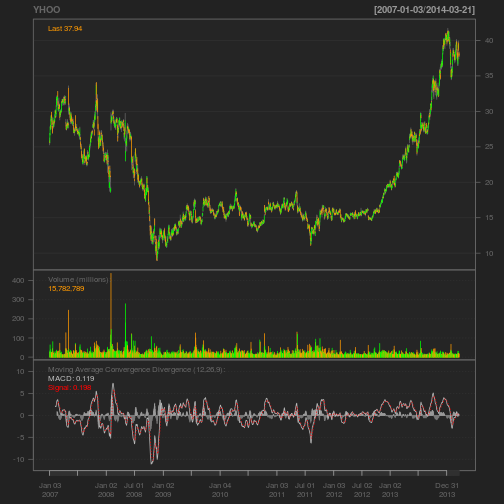 YHOO [2007-01-03/2014-03-21]
Last 37.94
40
35
30
25
20
15
10
Volume (millions):
15,782,789
400
300
200
100
0
Moving Average Convergence Divergence (12,26,9):
MACD: 0.119
Signal: 0.116
10
5
0
-5
-10
Jan 03 Jan 02 Jul 01 Jan 02 Jan 04 Jan 03 Jul 01 Jan 03 Jul 02 Jan 02 Dec 31
2007 2008 2008 2009 2010 2011 2011 2012 2012 2013 2013